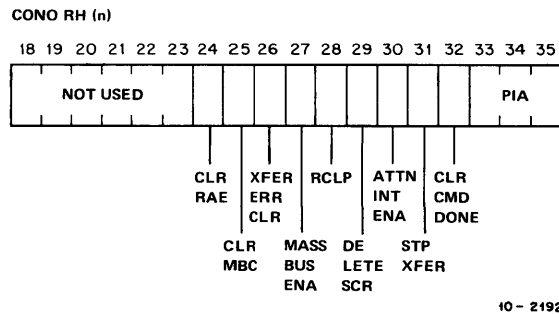 CONO RH (n)
18 19 20 21 22 23 24 25 26 27 28 29 30 31 32 33 34 35
NOT USED PIA
CLR XFER RCLP ATTN CLR
RAE ERR INT CMD
CLR ENA DONE
CLR MASS DE STP
MBC BUS LETE XFER
ENA SCR
10-2192